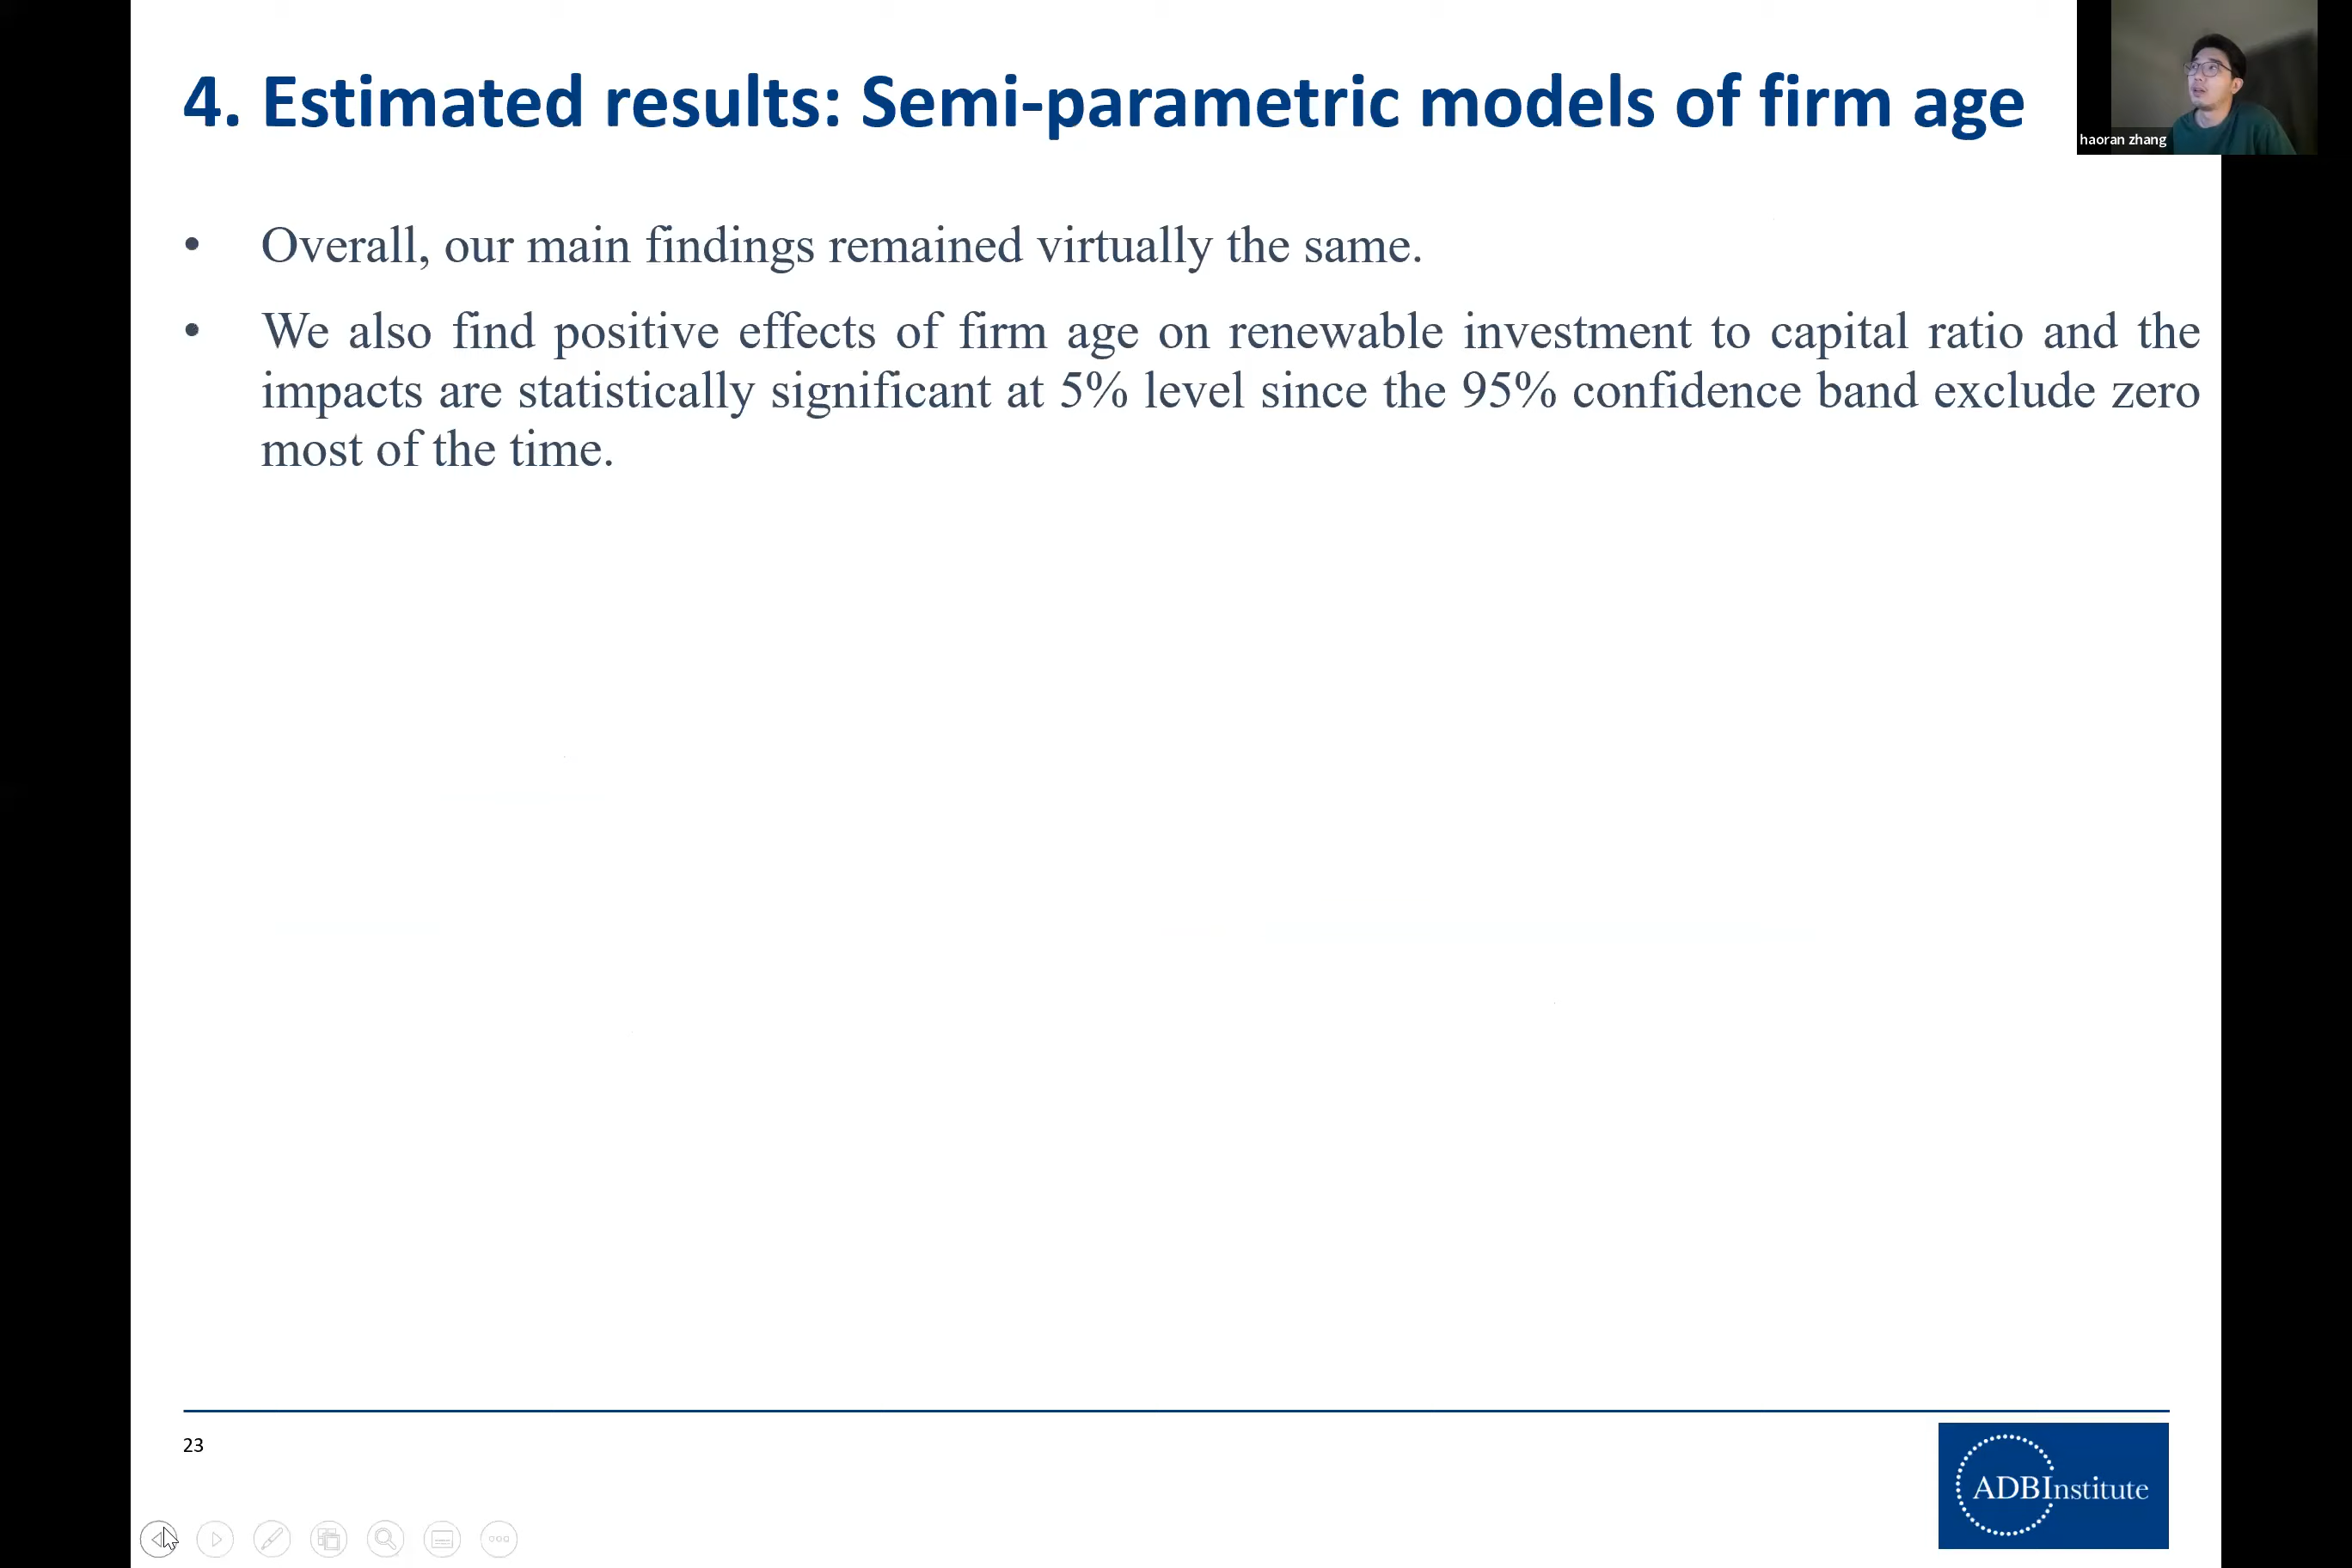 4. Estimated results: Semi-parametric models of firm age
haoran zhang
• Overall, our main findings remained virtually the same.
• We also find positive effects of firm age on renewable investment to capital ratio and the
impacts are statistically significant at 5% level since the 95% confidence band exclude zero
most of the time.
23
ADBInstitute